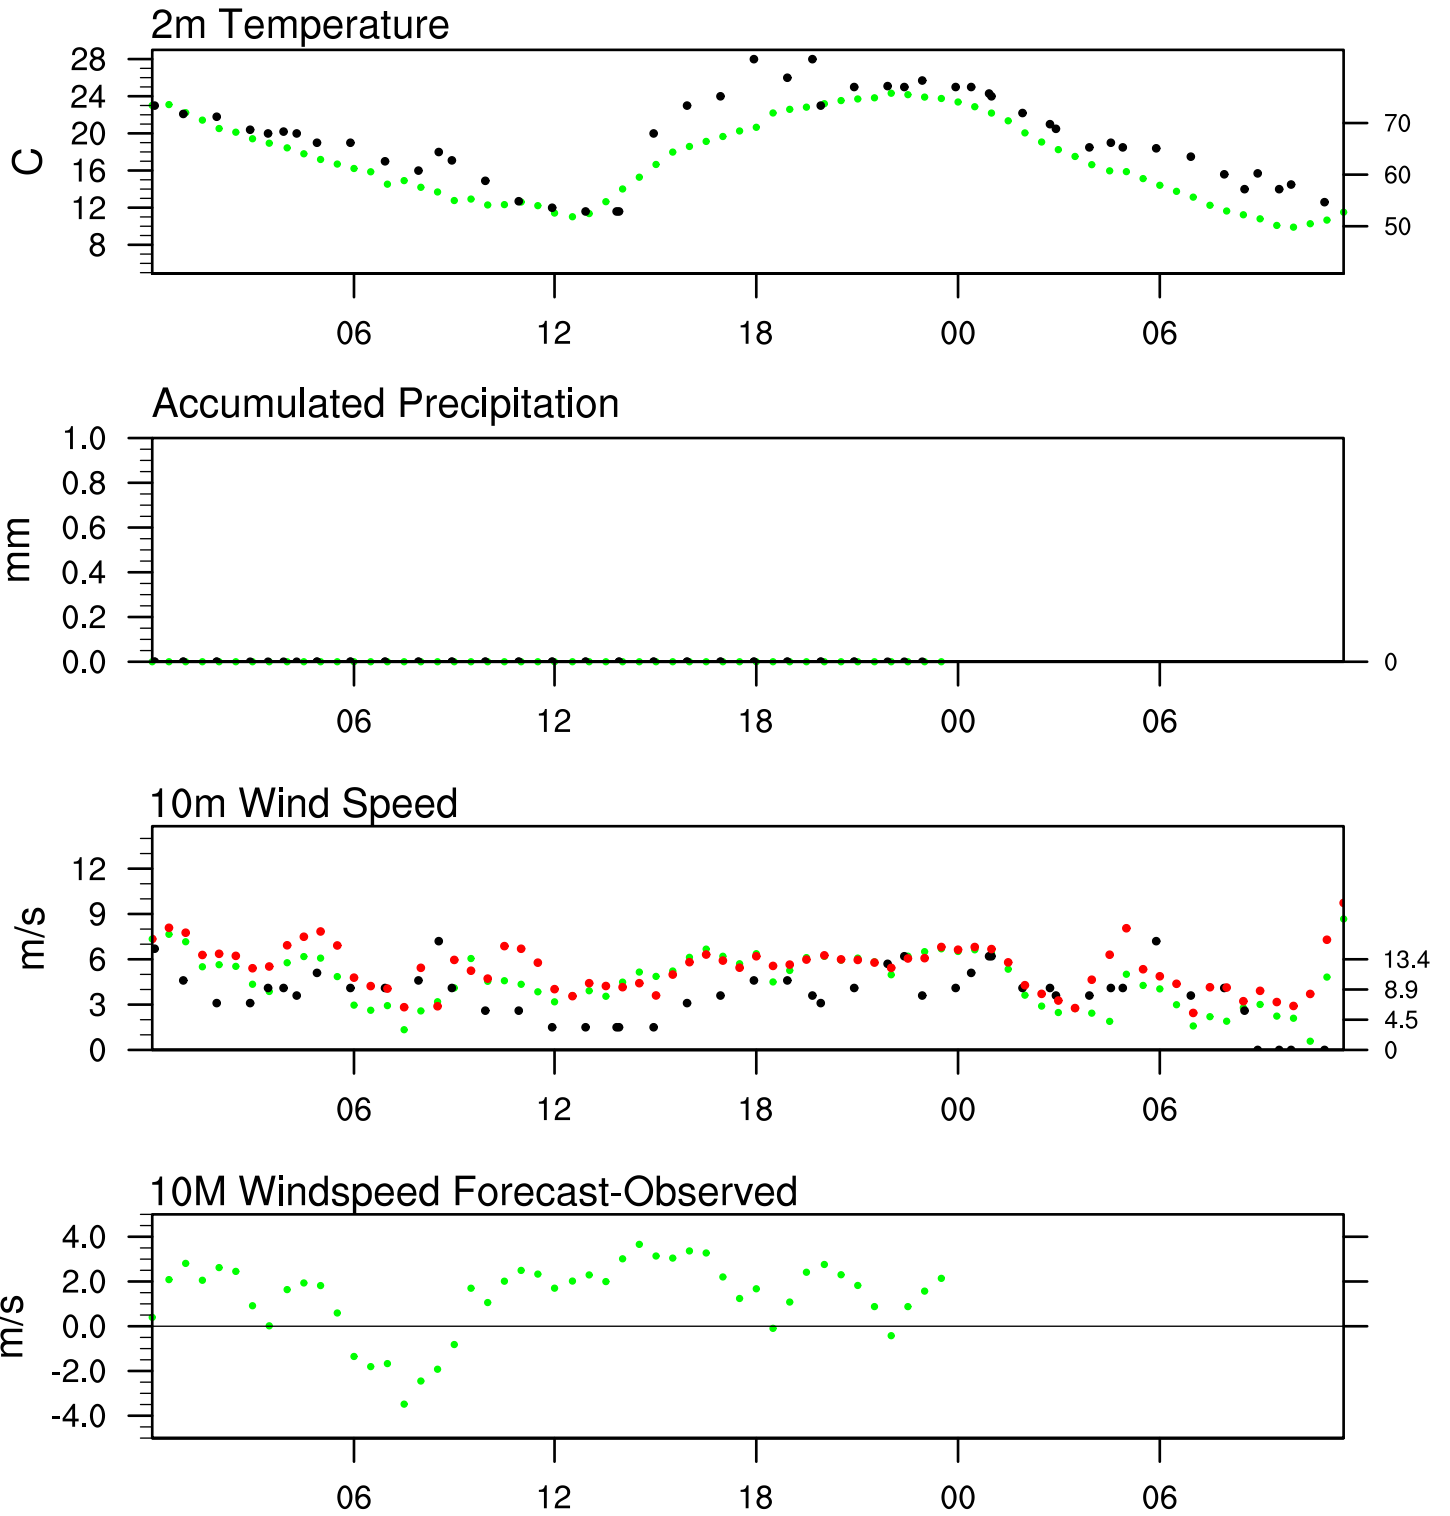 2m Temperature
C
28
24
20
16
12
8
70
60
50
06 12 18 00 06
Accumulated Precipitation
mm
1.0
0.8
0.6
0.4
0.2
0.0
0
06 12 18 00 06
10m Wind Speed
m/s
12
9
6
3
0
13.4
8.9
4.5
0
06 12 18 00 06
10M Windspeed Forecast-Observed
m/s
4.0
2.0
0.0
-2.0
-4.0
06 12 18 00 06